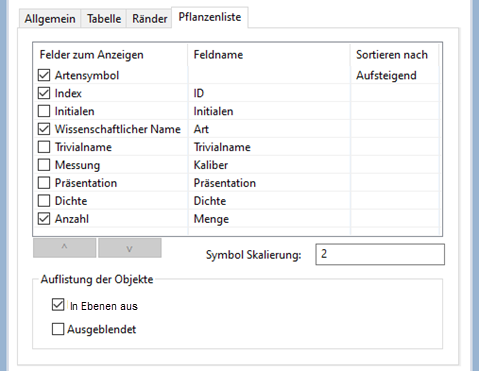 Allgemein Tabelle Ränder Pflanzenliste
Felder zum Anzeigen Feldname Sortieren nach
Artensymbol Aufsteigend
Index ID
Initialen Initialen
Wissenschaftlicher Name Art
Trivialname Trivialname
Messung Kaliber
Präsentation Präsentation
Dichte Dichte
Anzahl Menge
^ v Symbol Skalierung: 2
Auflistung der Objekte
In Ebenen aus
Ausgeblendet